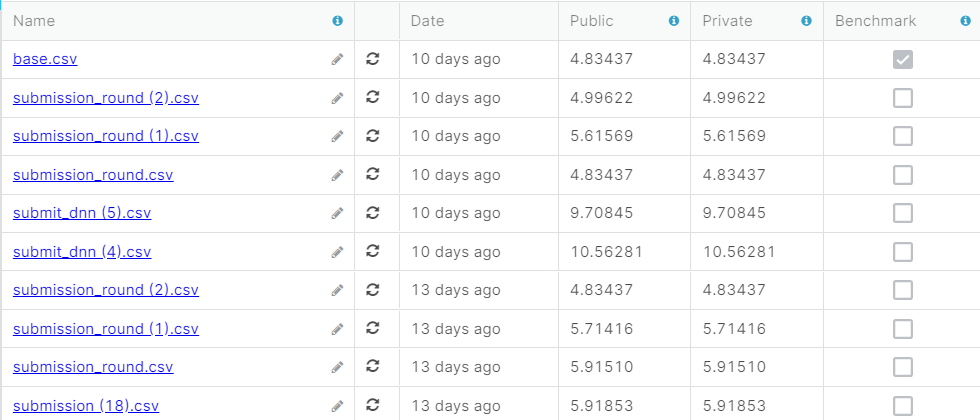 Name Date Public Private Benchmark
base.csv 10 days ago 4.83437 4.83437
submission_round (2).csv 10 days ago 4.99622 4.99622
submission_round (1).csv 10 days ago 5.61569 5.61569
submission_round.csv 10 days ago 4.83437 4.83437
submit_dnn (5).csv 10 days ago 9.70845 9.70845
submit_dnn (4).csv 10 days ago 10.56281 10.56281
submission_round (2).csv 13 days ago 4.83437 4.83437
submission_round (1).csv 13 days ago 5.71416 5.71416
submission_round.csv 13 days ago 5.91510 5.91510
submission (18).csv 13 days ago 5.91853 5.91853